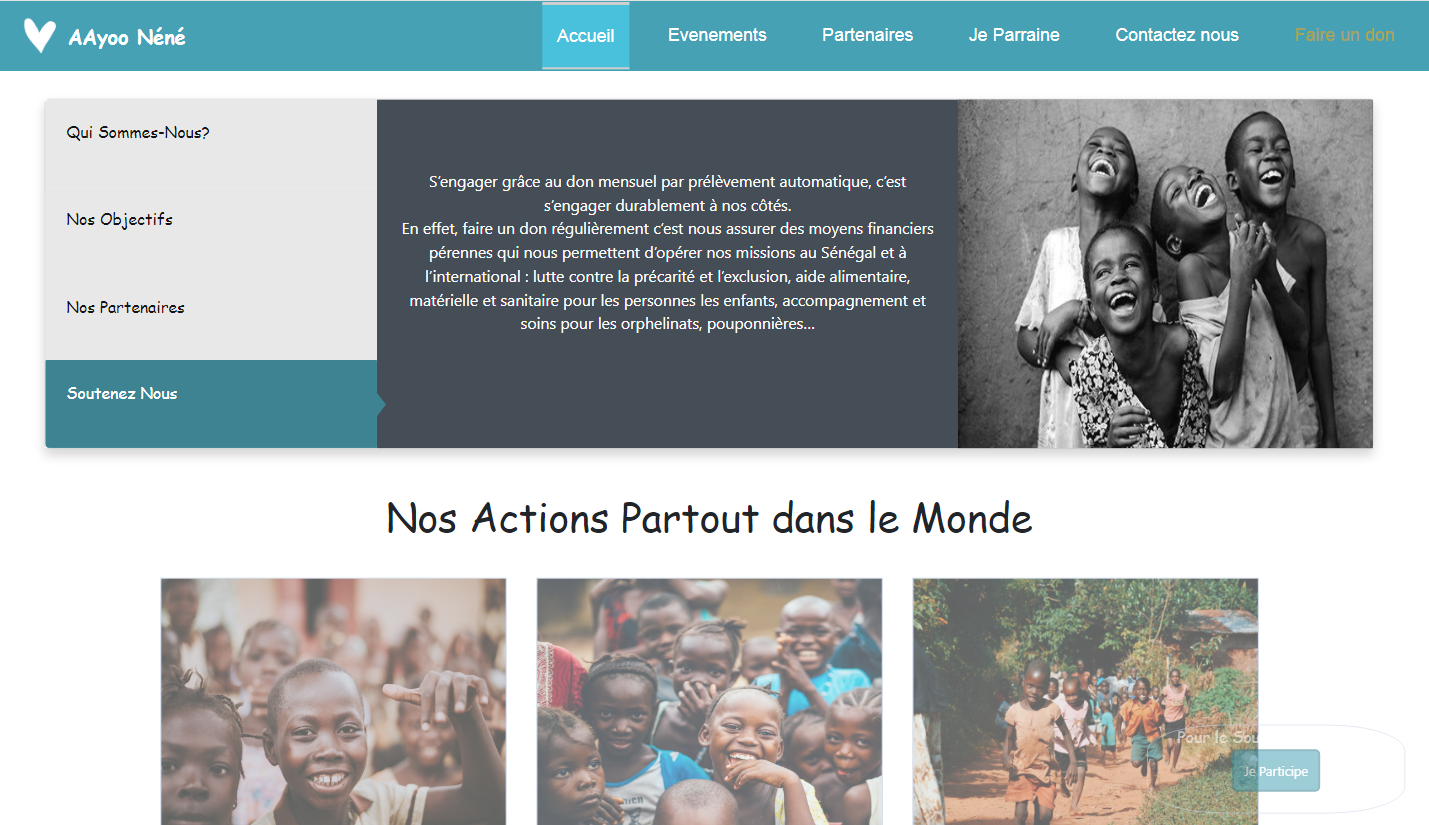 AAyoo Néné
Accueil
Evenements
Partenaires
Je Parraine
Contactez nous
Faire un don
Qui Sommes-Nous?
Nos Objectifs
Nos Partenaires
Soutenez Nous
S’engager grâce au don mensuel par prélèvement automatique, c’est
s’engager durablement à nos côtés.
En effet, faire un don régulièrement c’est nous assurer des moyens financiers
pérennes qui nous permettent d’opérer nos missions au Sénégal et à
l’international : lutte contre la précarité et l’exclusion, aide alimentaire,
matérielle et sanitaire pour les personnes les enfants, accompagnement et
soins pour les orphelinats, pouponnières...
Nos Actions Partout dans le Monde
Pour le Sou
Je Participe